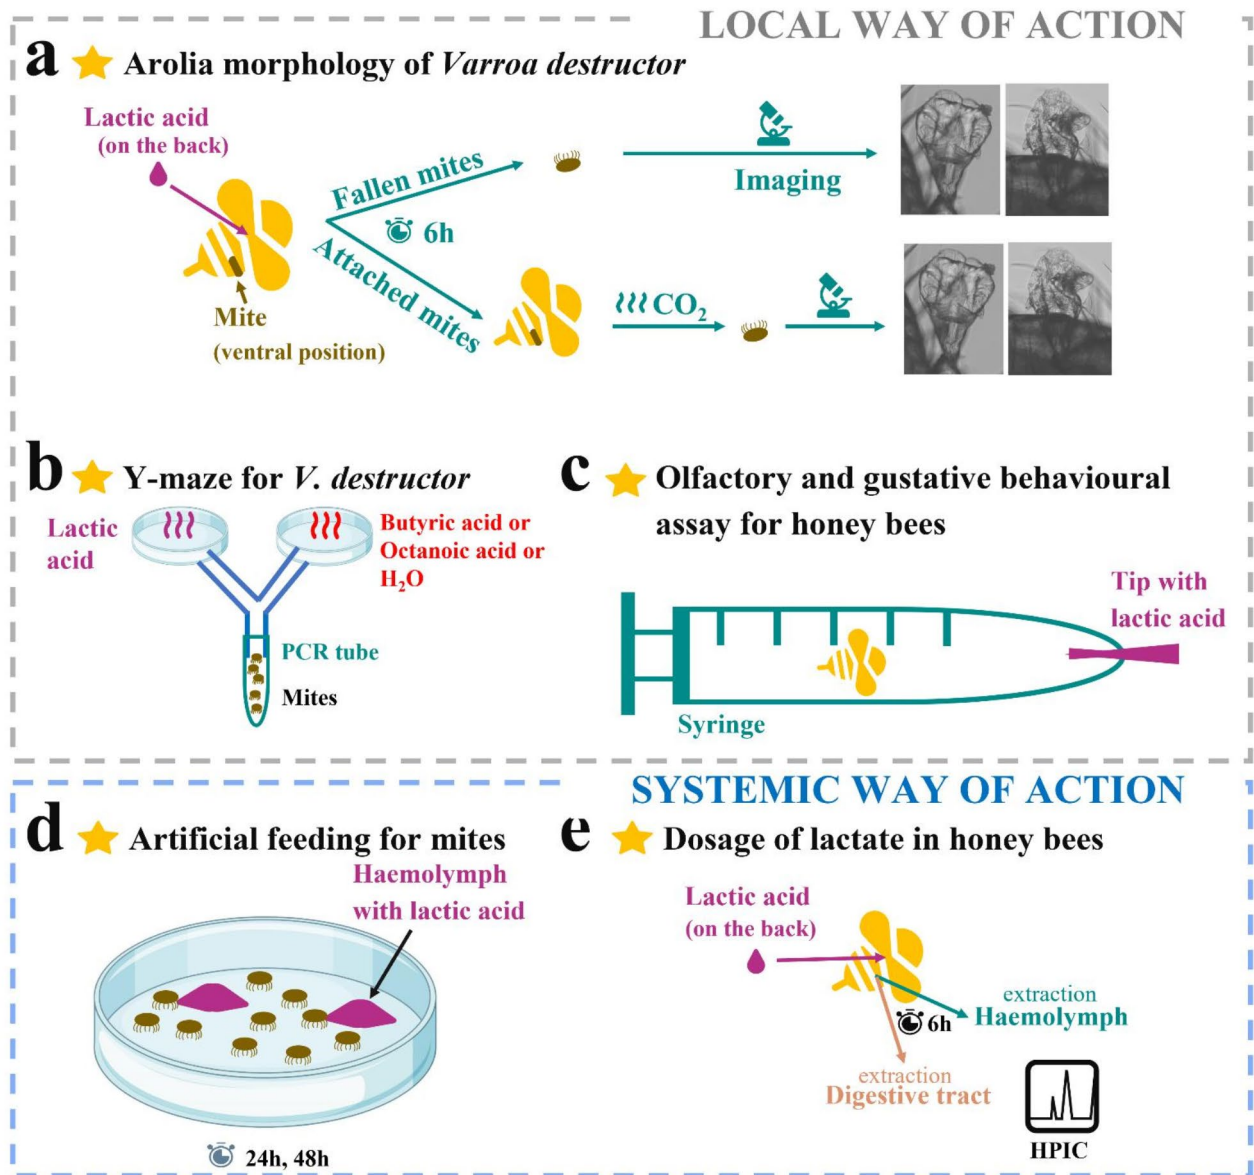 LOCAL WAY OF ACTION
a Arolia morphology of Varroa destructor
Lactic acid
(on the back)
Fallen mites
6h
Attached mites
Mite
(ventral position)
Imaging
CO₂
b Y-maze for V. destructor
Lactic
acid
Butyric acid or
Octanoic acid or
H₂O
PCR tube
Mites
c Olfactory and gustative behavioural
assay for honey bees
Tip with
lactic acid
Syringe
SYSTEMIC WAY OF ACTION
d Artificial feeding for mites
Haemolymph
with lactic acid
24h, 48h
e Dosage of lactate in honey bees
Lactic acid
(on the back)
6h
extraction
Haemolymph
extraction
Digestive tract
HPIC